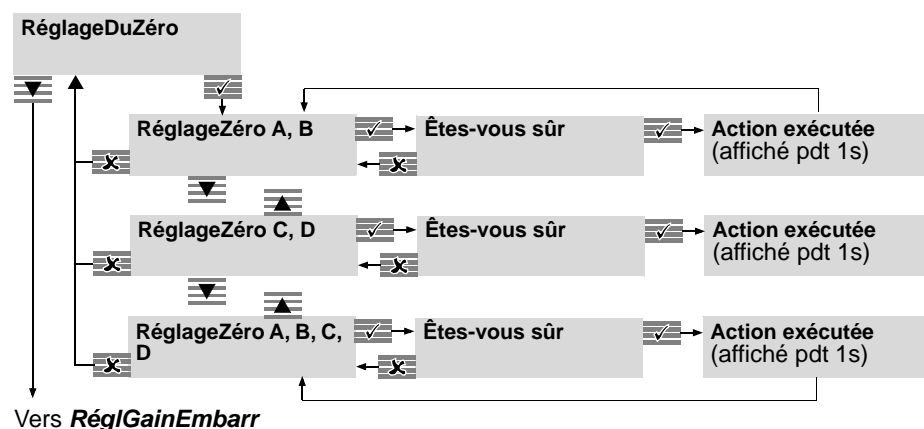 RéglageDuZéro
RéglageZéro A, B
Êtes-vous sûr
Action exécutée
(affiché pdt 1s)
RéglageZéro C, D
Êtes-vous sûr
Action exécutée
(affiché pdt 1s)
RéglageZéro A, B, C,
D
Êtes-vous sûr
Action exécutée
(affiché pdt 1s)
Vers RéglGainEmbarr